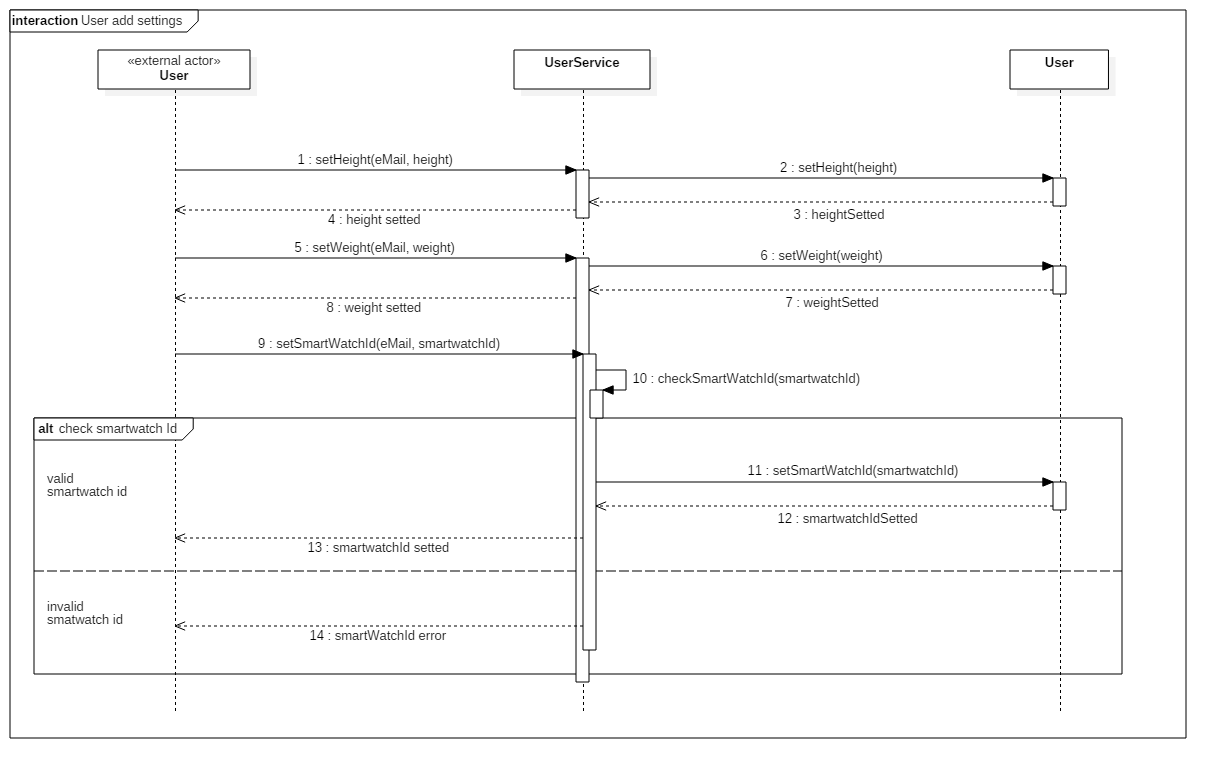 interaction User add settings
«external actor»
User
UserService
User
1 : setHeight(eMail, height)
2 : setHeight(height)
3 : heightSetted
4 : height setted
5 : setWeight(eMail, weight)
6 : setWeight(weight)
7 : weightSetted
8 : weight setted
9 : setSmartWatchId(eMail, smartwatchId)
10 : checkSmartWatchId(smartwatchId)
alt check smartwatch Id
valid
smartwatch id
11 : setSmartWatchId(smartwatchId)
12 : smartwatchIdSetted
13 : smartwatchId setted
invalid
smatwatch id
14 : smartWatchId error